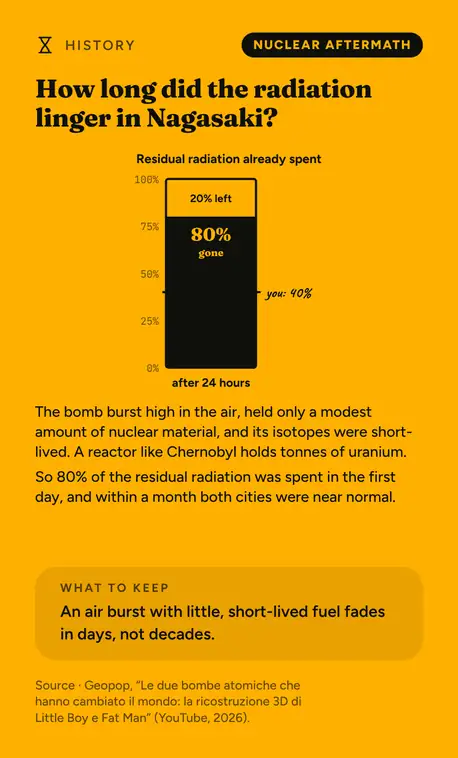 HISTORY
NUCLEAR AFTERMATH
How long did the radiation
linger in Nagasaki?
Residual radiation already spent
100%
20% left
75%
80%
gone
50%
you: 40%
25%
0%
after 24 hours
The bomb burst high in the air, held only a modest
amount of nuclear material, and its isotopes were short-
lived. A reactor like Chernobyl holds tonnes of uranium.
So 80% of the residual radiation was spent in the first
day, and within a month both cities were near normal.
WHAT TO KEEP
An air burst with little, short-lived fuel fades
in days, not decades.
Source · Geopop, “Le due bombe atomiche che
hanno cambiato il mondo: la ricostruzione 3D di
Little Boy e Fat Man” (YouTube, 2026).